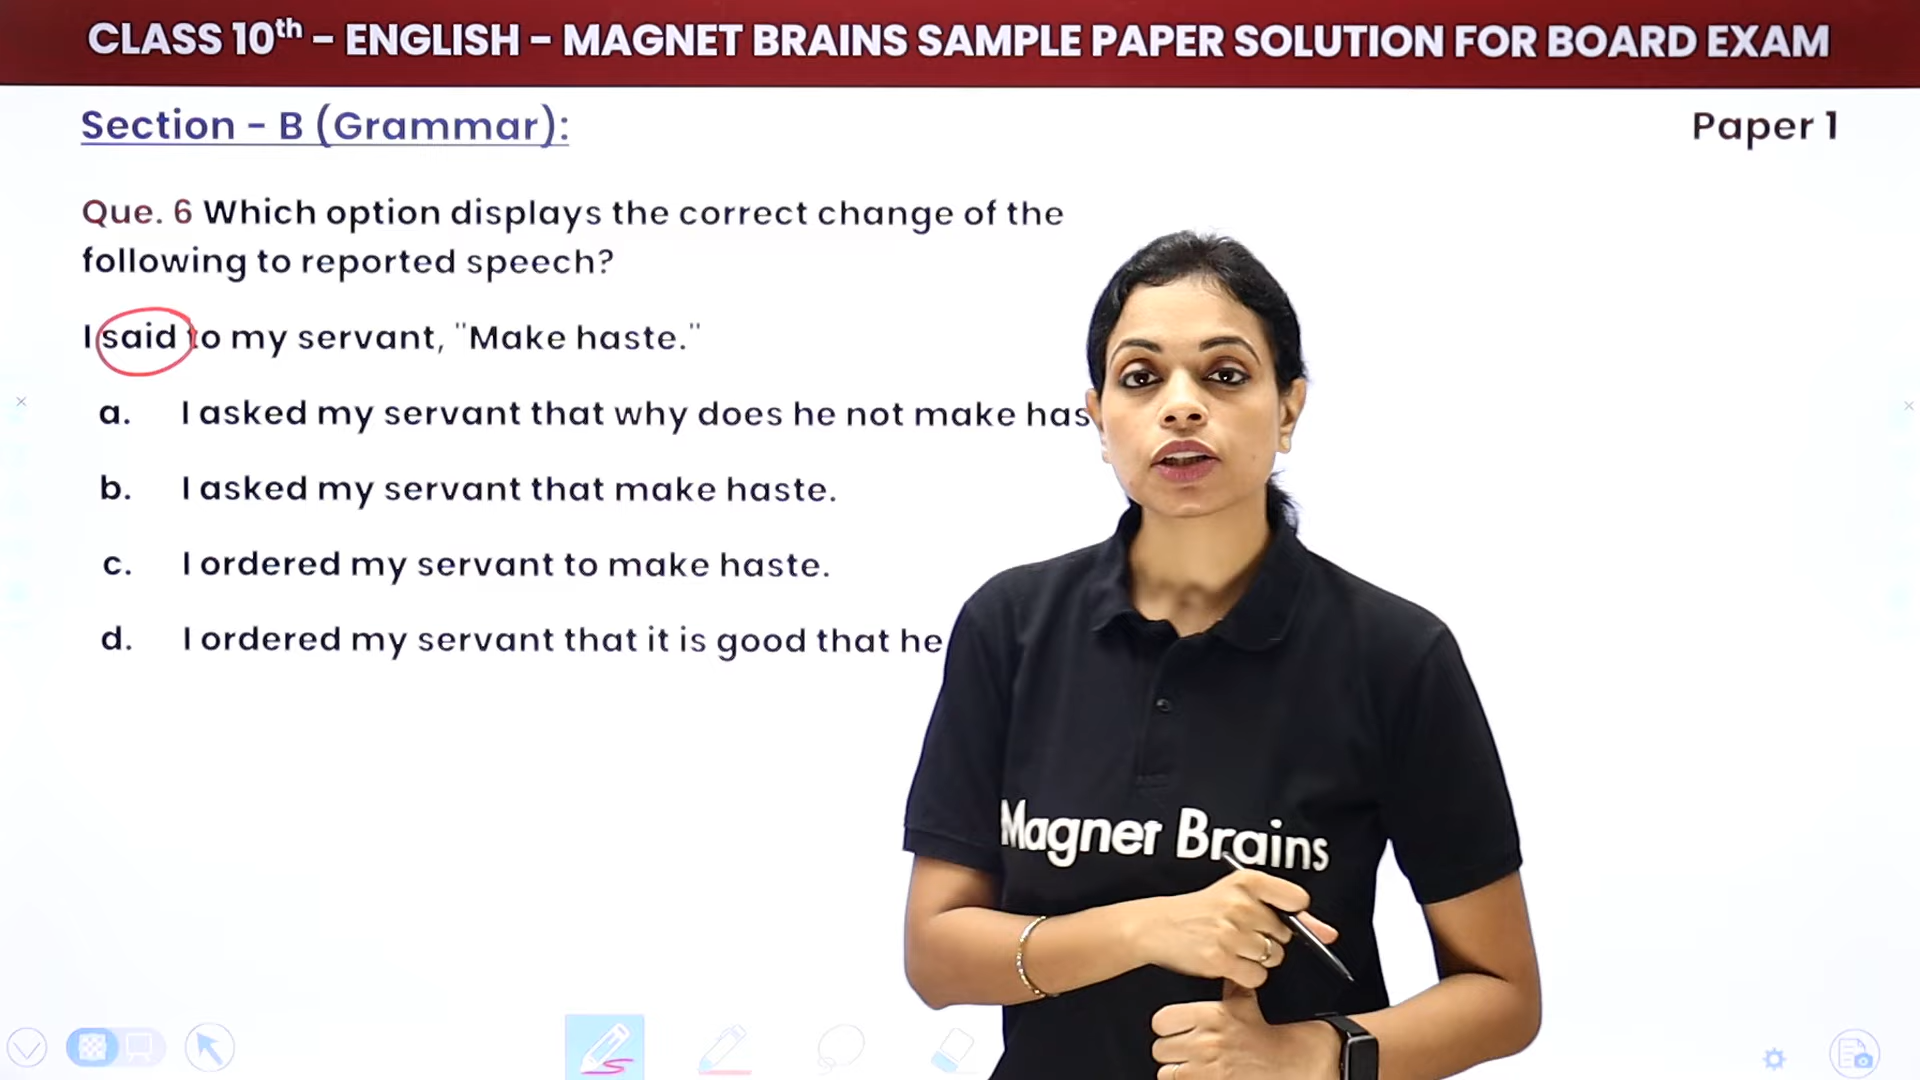 CLASS 10th - ENGLISH - MAGNET BRAINS SAMPLE PAPER SOLUTION FOR BOARD EXAM
Section - B (Grammar):
Paper 1
Que. 6 Which option displays the correct change of the
following to reported speech?
I said to my servant, "Make haste."
a. I asked my servant that why does he not make has
b. I asked my servant that make haste.
c. I ordered my servant to make haste.
d. I ordered my servant that it is good that he
Magnet Brains